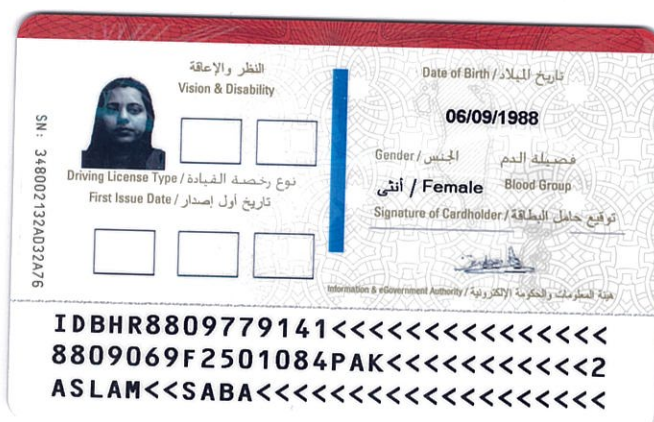 النظر والإعاقة
Vision & Disability
Driving License Type / نوع رخصة القيادة
First Issue Date / تاريخ أول إصدار
SN: 348002132A032A76
Date of Birth / تاريخ الميلاد
06/09/1988
Gender / الجنس
أنثى / Female
فصيلة الدم
Blood Group
Signature of Cardholder / توقيع حامل البطاقة
Information & eGovernment Authority / هيئة المعلومات والحكومة الإلكترونية
IDBHR8809779141<<<<<<<<<<<<<<<
8809069F2501084PAK<<<<<<<<<<<2
ASLAM<<SABA<<<<<<<<<<<<<<<<<<<